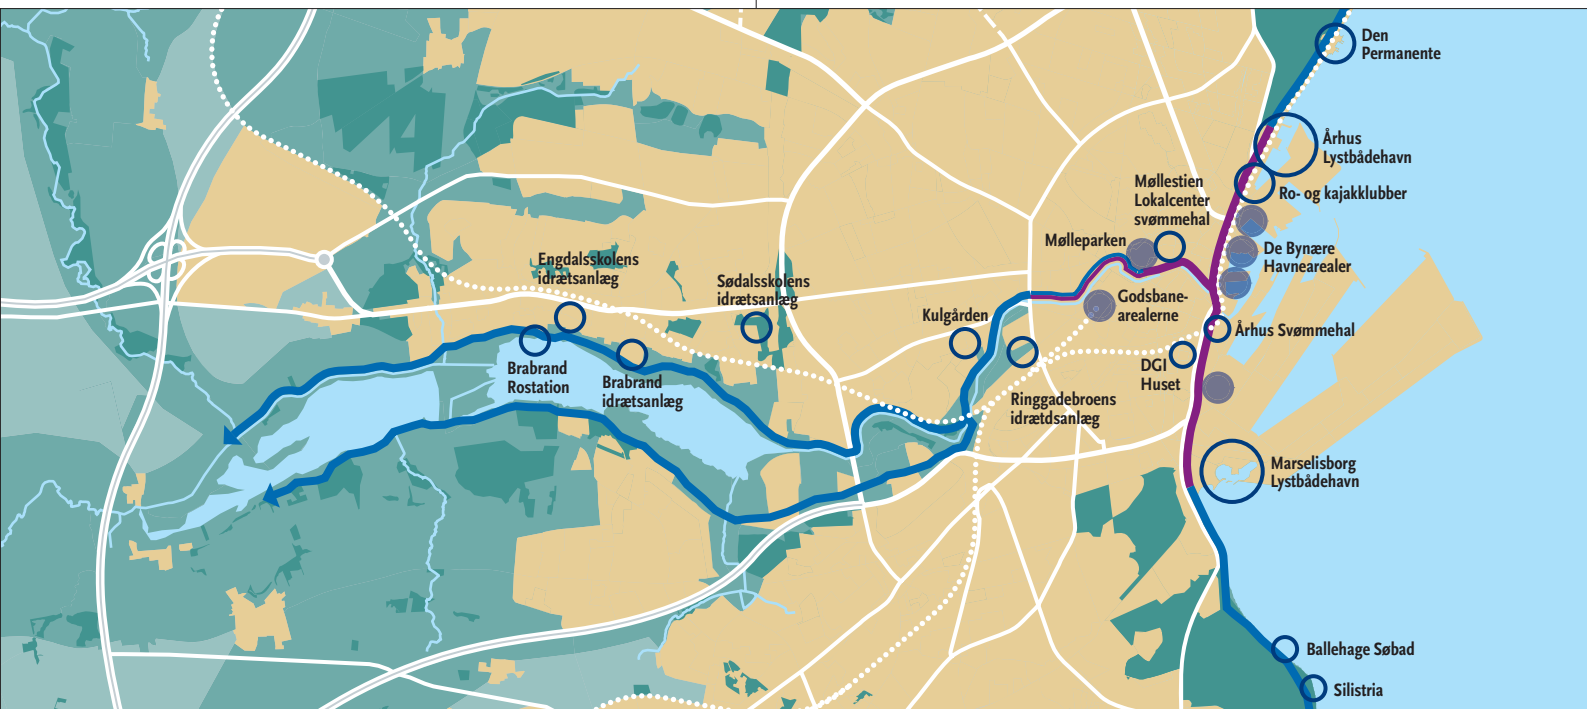 Den
Permanente
Århus
Lystbådehavn
Møllestien
Lokalcenter
svømmehal
Ro- og kajakklubber
Mølleparken
De Bynære
Havnearealer
Engdalsskolens
idrætsanlæg
Sødalsskolens
idrætsanlæg
Godsbane-
arealerne
Kulgården
Århus Svømmehal
Brabrand
Rostation
Brabrand
idrætsanlæg
DGI
Huset
Ringgadebroens
idrætdsanlæg
Marselisborg
Lystbådehavn
Ballehage Søbad
Silistria